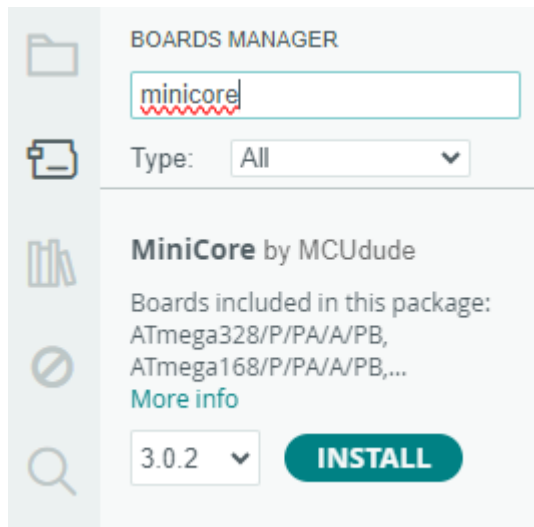 BOARDS MANAGER
minicore
Type: All
MiniCore by MCUdude
Boards included in this package:
ATmega328/P/PA/A/PB,
ATmega168/P/PA/A/PB,...
More info
3.0.2 INSTALL